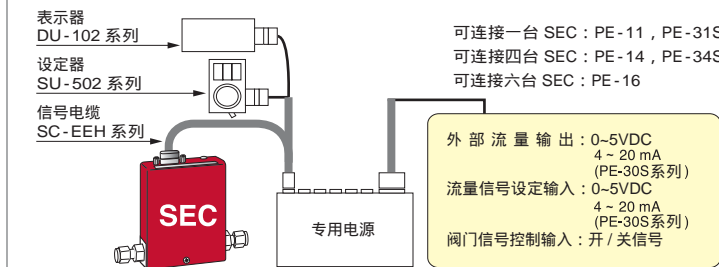 表示器
DU-102 系列
设定器
SU-502 系列
信号电缆
SC-EEH 系列
SEC
专用电源
可连接一台 SEC：PE-11，PE-31S
可连接四台 SEC：PE-14，PE-34S
可连接六台 SEC：PE-16
外部流量输出：0~5VDC
4 ~ 20 mA
(PE-30S系列)
流量信号设定输入：0~5VDC
4 ~ 20 mA
(PE-30S系列)
阀门信号控制输入：开 / 关信号